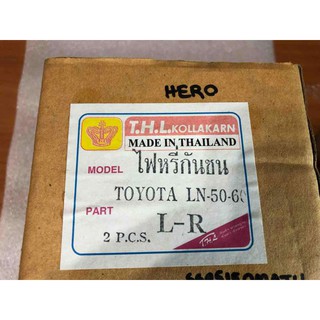 HERO
T.H.L. KOLLAKARN
MADE IN THAILAND
MODEL ไฟหรี่กันชน
TOYOTA LN-50-60
PART L-R
2 P.C.S.